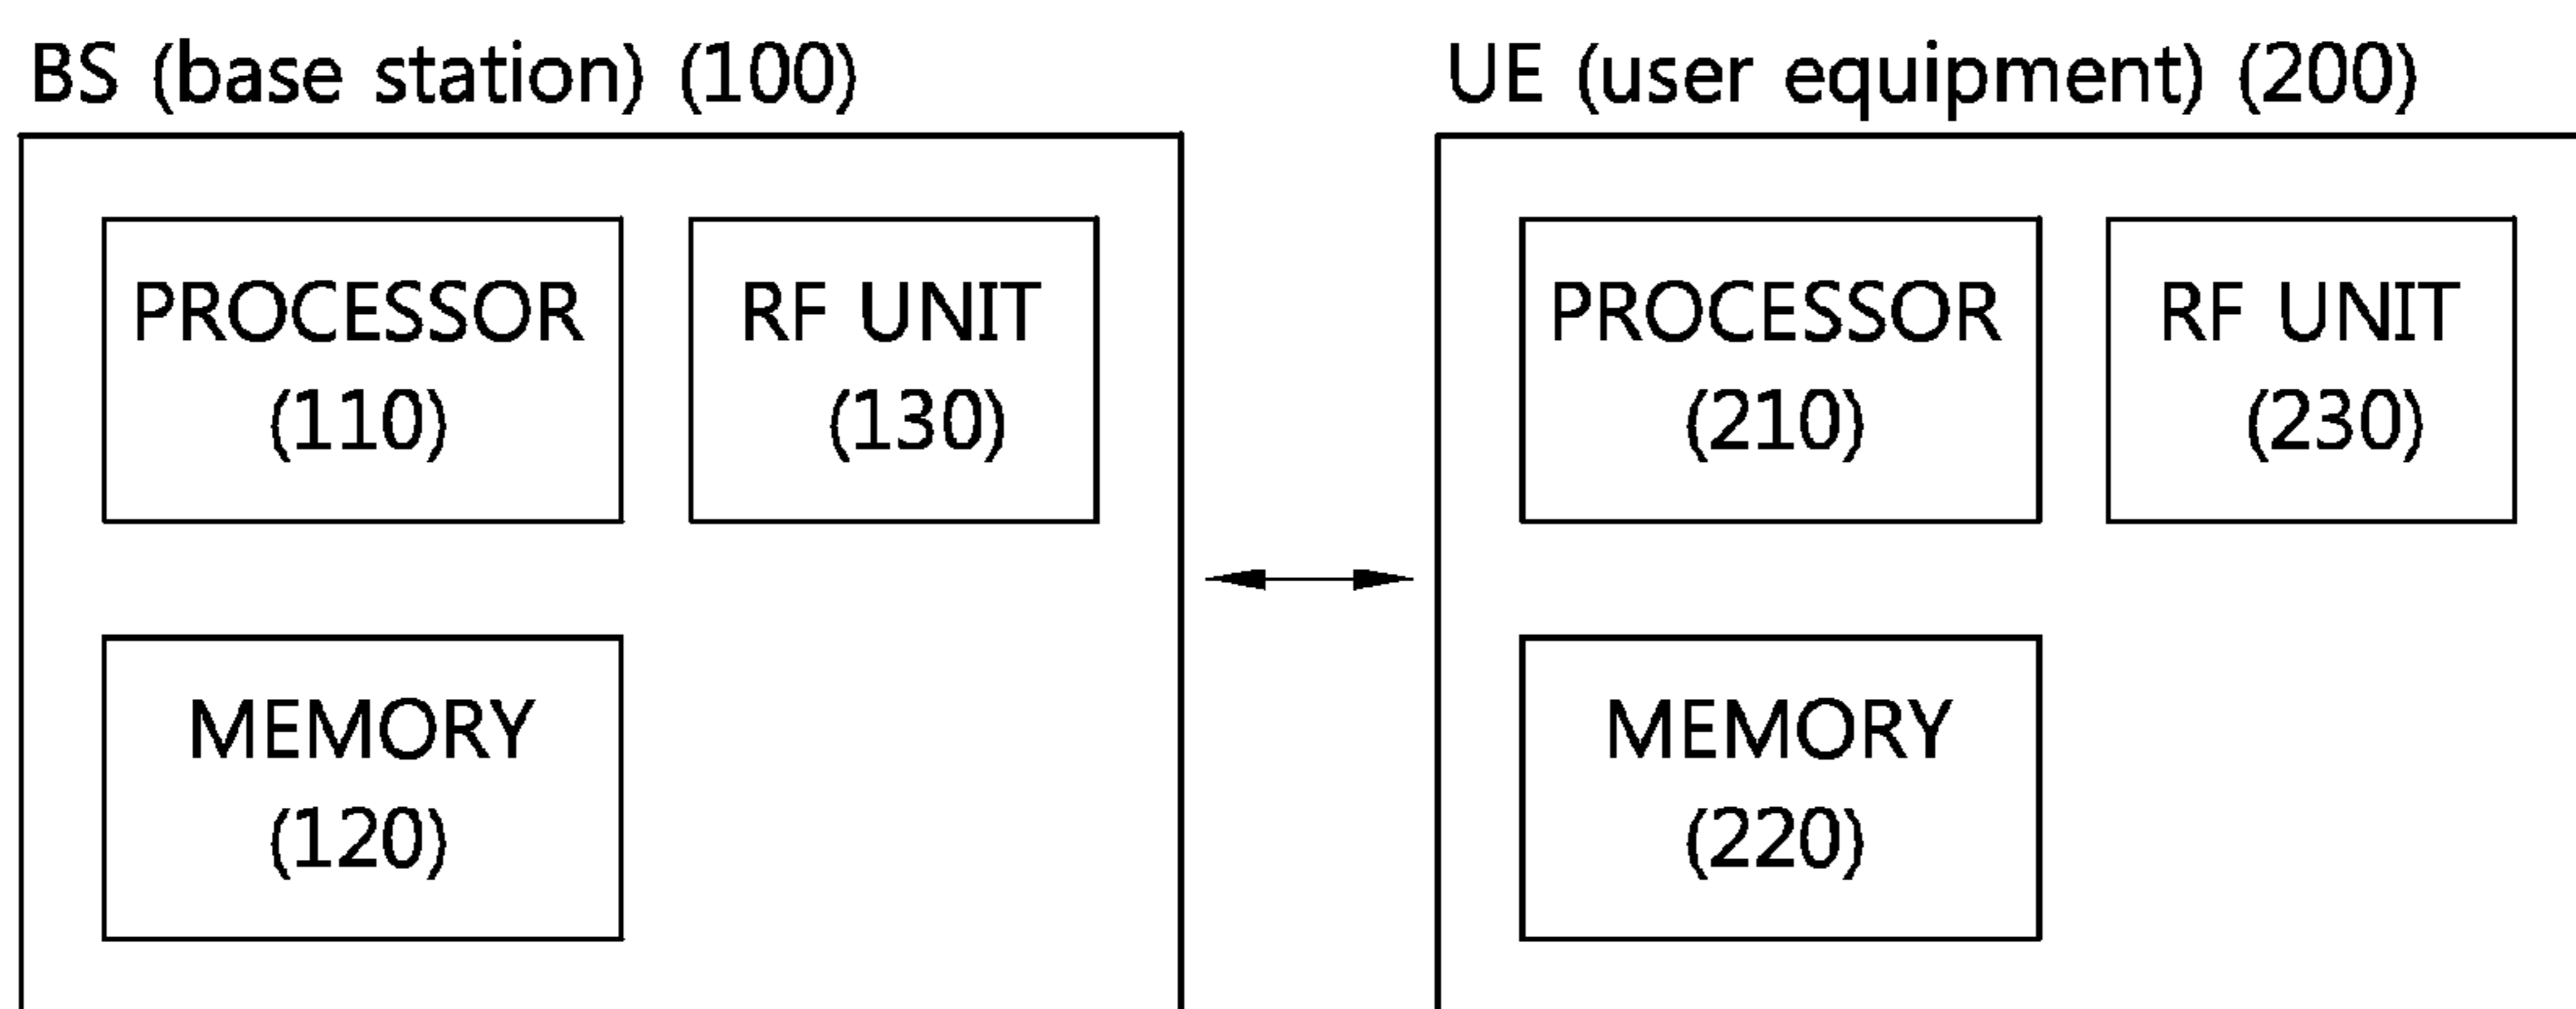 BS (base station) (100)
PROCESSOR
(110)
RF UNIT
(130)
MEMORY
(120)
UE (user equipment) (200)
PROCESSOR
(210)
RF UNIT
(230)
MEMORY
(220)